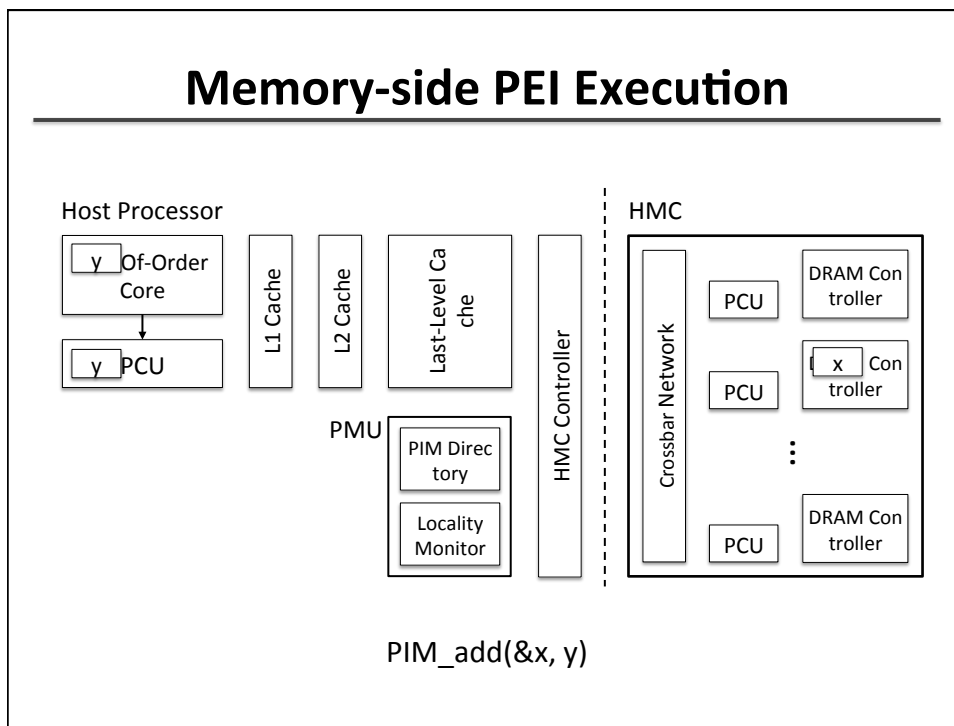 Memory-side PEI Execution
Host Processor
HMC
y Of-Order
Core
y PCU
L1 Cache
L2 Cache
Last-Level Ca
che
PMU
PIM Direc
tory
Locality
Monitor
HMC Controller
Crossbar Network
PCU
DRAM Con
troller
PCU
x Con
troller
⋮
PCU
DRAM Con
troller
PIM_add(&x, y)